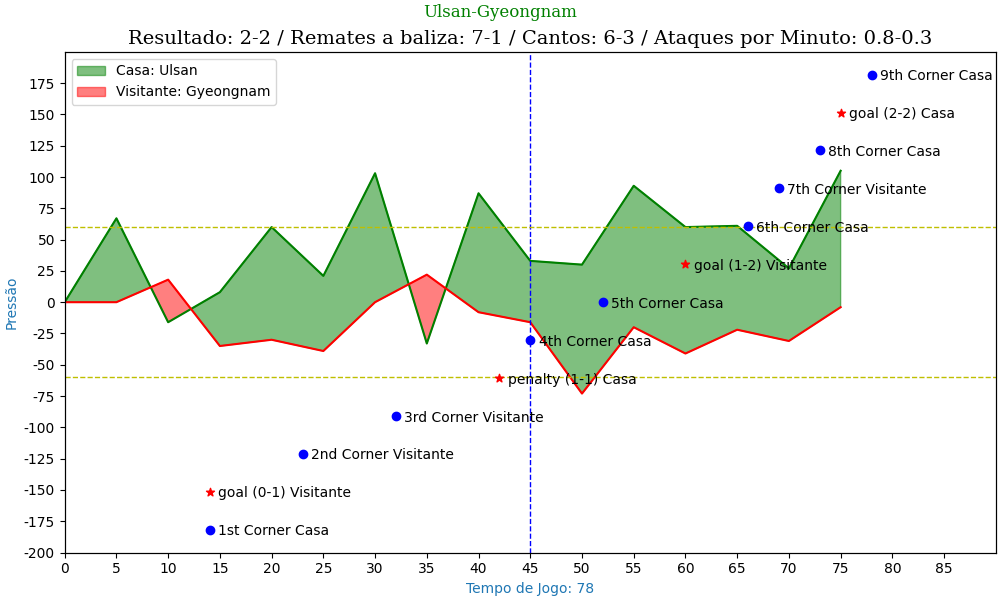 Ulsan-Gyeongnam
Resultado: 2-2 / Remates a baliza: 7-1 / Cantos: 6-3 / Ataques por Minuto: 0.8-0.3
Casa: Ulsan
Visitante: Gyeongnam
9th Corner Casa
goal (2-2) Casa
8th Corner Casa
7th Corner Visitante
6th Corner Casa
goal (1-2) Visitante
5th Corner Casa
4th Corner Casa
penalty (1-1) Casa
3rd Corner Visitante
2nd Corner Visitante
goal (0-1) Visitante
1st Corner Casa
175
150
125
100
75
50
25
0
-25
-50
-75
-100
-125
-150
-175
-200
Pressão
0 5 10 15 20 25 30 35 40 45 50 55 60 65 70 75 80 85
Tempo de Jogo: 78